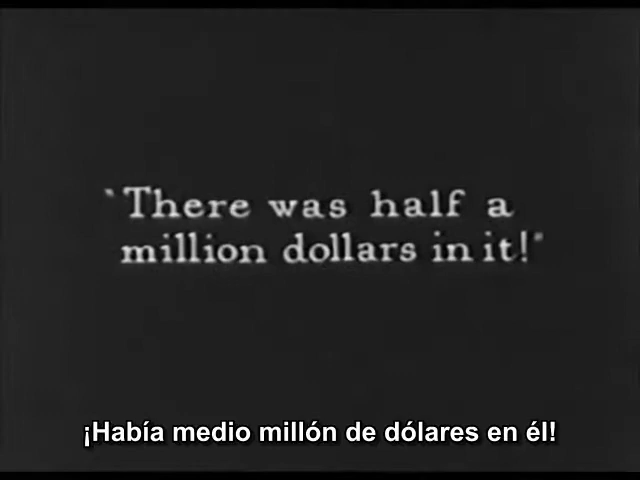 "There was half a
million dollars in it!"
¡Había medio millón de dólares en él!